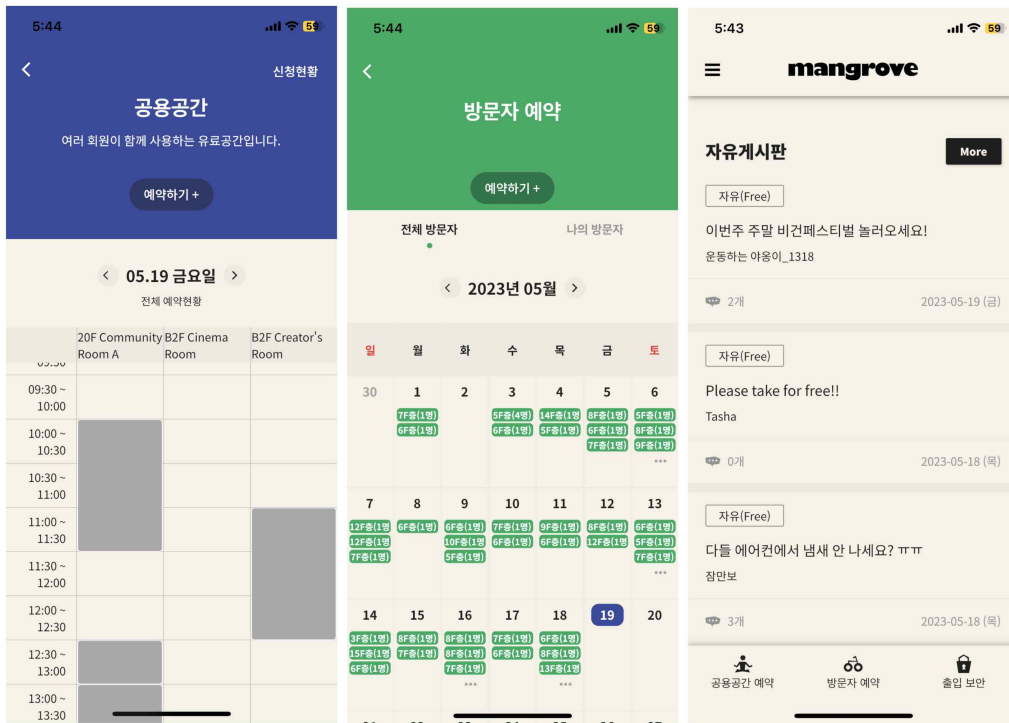 5:44
59
신청현황
공용공간
여러 회원이 함께 사용하는 유료공간입니다.
예약하기 +
05.19 금요일
전체 예약현황
20F Community Room A
B2F Cinema Room
B2F Creator's Room
09:30 ~ 10:00
10:00 ~ 10:30
10:30 ~ 11:00
11:00 ~ 11:30
11:30 ~ 12:00
12:00 ~ 12:30
12:30 ~ 13:00
13:00 ~ 13:30
5:44
59
방문자 예약
예약하기 +
전체 방문자 나의 방문자
2023년 05월
일 월 화 수 목 금 토
30 1 2 3 4 5 6
7F층(1명) 5F층(4명) 14F층(1명 8F층(1명) 5F층(1명)
6F층(1명) 6F층(1명) 5F층(1명) 6F층(1명) 8F층(1명)
7F층(1명) 9F층(1명)
•••
7 8 9 10 11 12 13
12F층(1명 6F층(1명) 6F층(1명) 7F층(1명) 9F층(1명) 8F층(1명) 6F층(1명)
12F층(1명 10F층(1명 6F층(1명) 6F층(1명) 12F층(1명 5F층(1명)
7F층(1명) 5F층(1명) 7F층(1명)
•••
14 15 16 17 18 19 20
3F층(1명) 8F층(1명) 8F층(1명) 7F층(1명) 6F층(1명)
15F층(1명 7F층(1명) 8F층(1명) 6F층(1명) 8F층(1명)
6F층(1명) 7F층(1명) 13F층(1명
••• •••
5:43
59
mangrove
자유게시판
More
자유(Free)
이번주 주말 비건페스티벌 놀러오세요!
운동하는 야옹이_1318
2개 2023-05-19 (금)
자유(Free)
Please take for free!!
Tasha
0개 2023-05-18 (목)
자유(Free)
다들 에어컨에서 냄새 안 나세요? ㅠㅠ
잠만보
3개 2023-05-18 (목)
공용공간 예약 방문자 예약 출입 보안